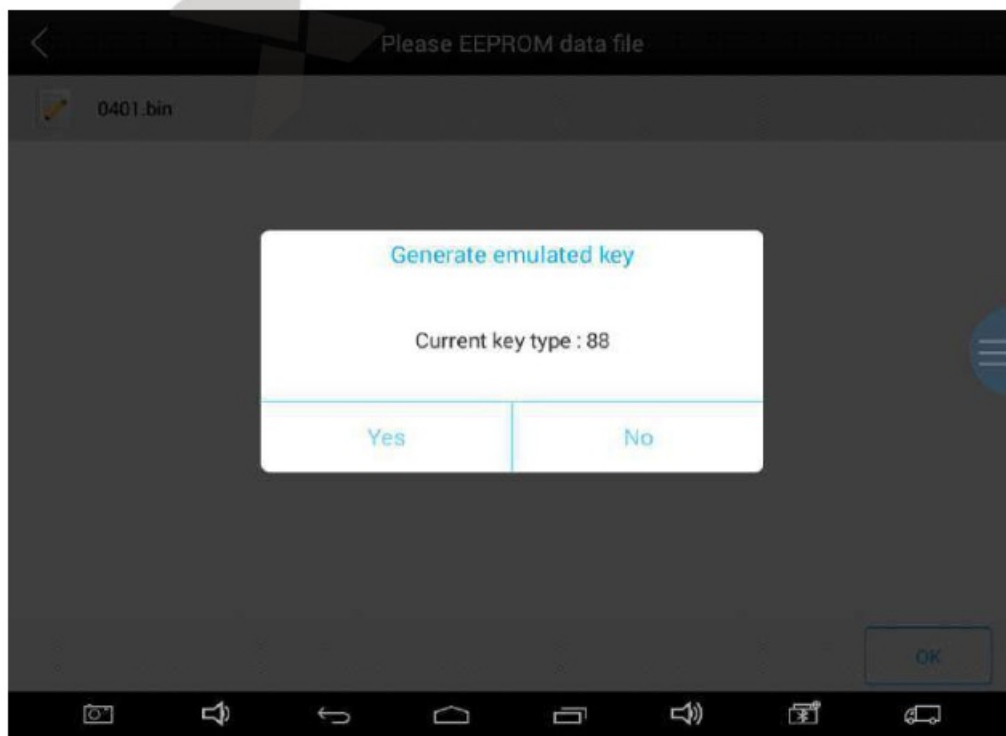 Please EEPROM data file
0401.bin
Generate emulated key
Current key type : 88
Yes
No
OK